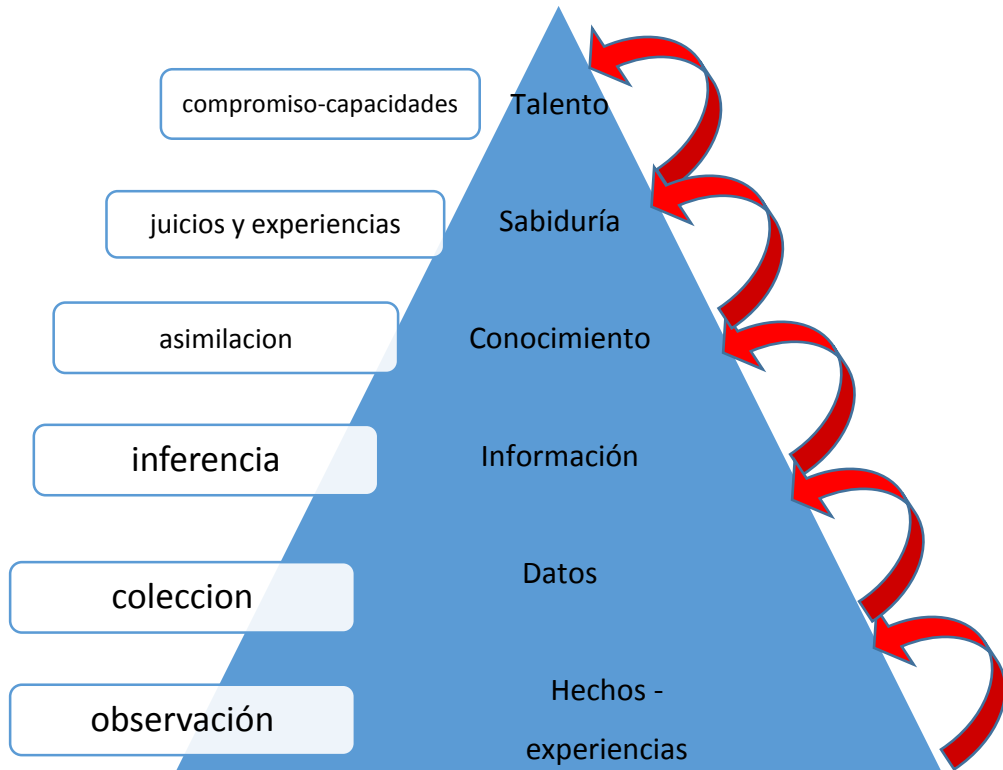 compromiso-capacidades
Talento
juicios y experiencias
Sabiduría
asimilacion
Conocimiento
inferencia
Información
coleccion
Datos
observación
Hechos -
experiencias